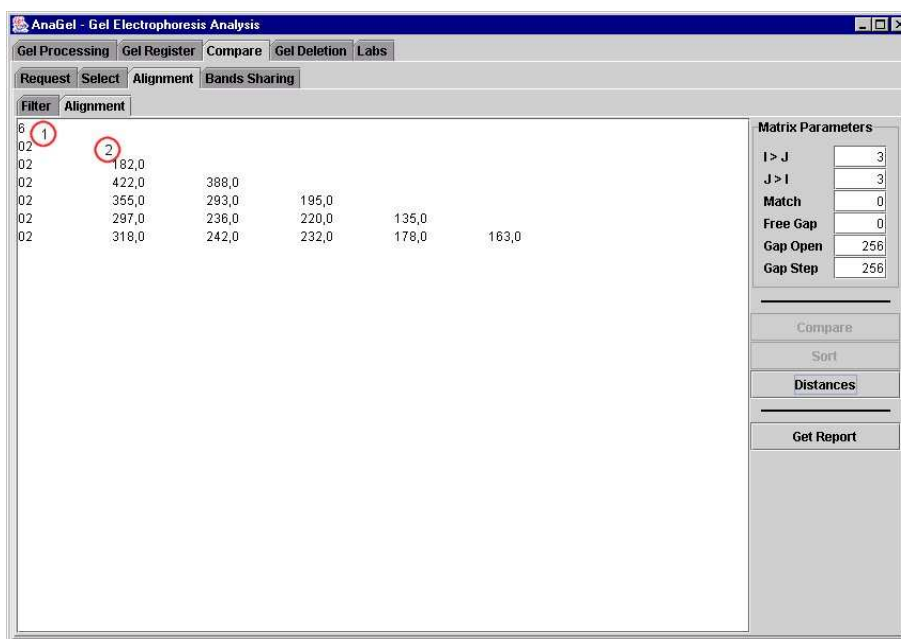 AnaGel - Gel Electrophoresis Analysis
Gel Processing Gel Register Compare Gel Deletion Labs
Request Select Alignment Bands Sharing
Filter Alignment
6
1
02
2
02 182,0
02 422,0 388,0
02 355,0 293,0 195,0
02 297,0 236,0 220,0 135,0
02 318,0 242,0 232,0 178,0 163,0
Matrix Parameters
I > J 3
J > I 3
Match 0
Free Gap 0
Gap Open 256
Gap Step 256
Compare
Sort
Distances
Get Report